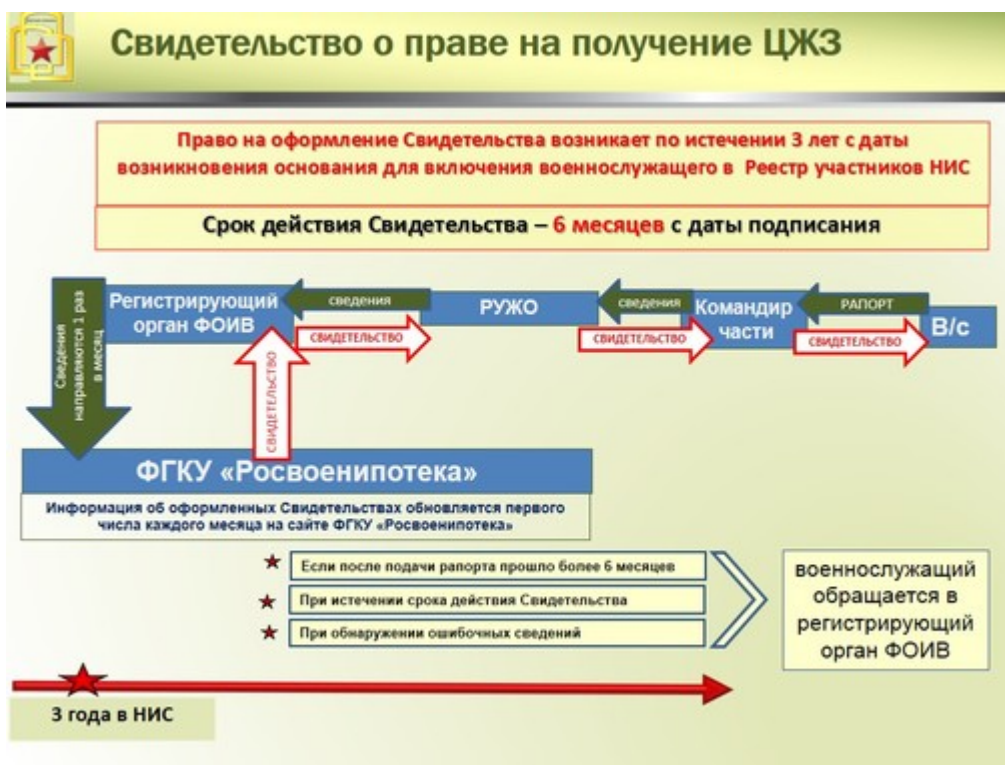 Свидетельство о праве на получение ЦЖЗ
Право на оформление Свидетельства возникает по истечении 3 лет с даты
возникновения основания для включения военнослужащего в Реестр участников НИС
Срок действия Свидетельства – 6 месяцев с даты подписания
Сведения
направляются 1 раз
в месяц
Регистрирующий
орган ФОИВ
сведения
СВИДЕТЕЛЬСТВО
РУЖО
сведения
СВИДЕТЕЛЬСТВО
Командир
части
РАПОРТ
СВИДЕТЕЛЬСТВО
В/с
СВИДЕТЕЛЬСТВО
ФГКУ «Росвоенипотека»
Информация об оформленных Свидетельствах обновляется первого
числа каждого месяца на сайте ФГКУ «Росвоенипотека»
Если после подачи рапорта прошло более 6 месяцев
При истечении срока действия Свидетельства
При обнаружении ошибочных сведений
военнослужащий
обращается в
регистрирующий
орган ФОИВ
3 года в НИС